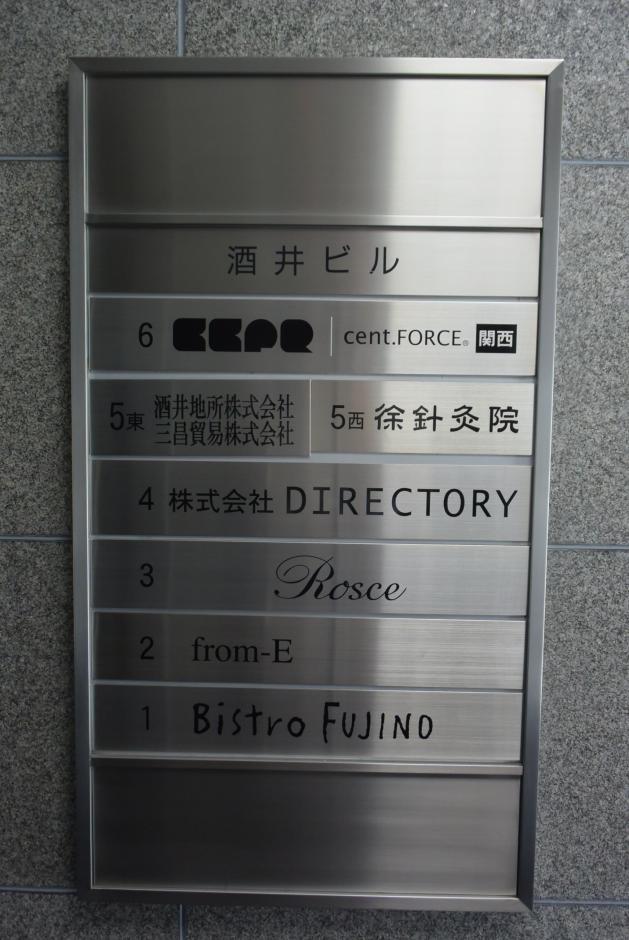 酒井ビル
6 CCPR cent.FORCE® 関西
5東 酒井地所株式会社
三昌貿易株式会社
5西 徐針灸院
4 株式会社 DIRECTORY
3 Rosce
2 from-E
1 Bistro FUJINO